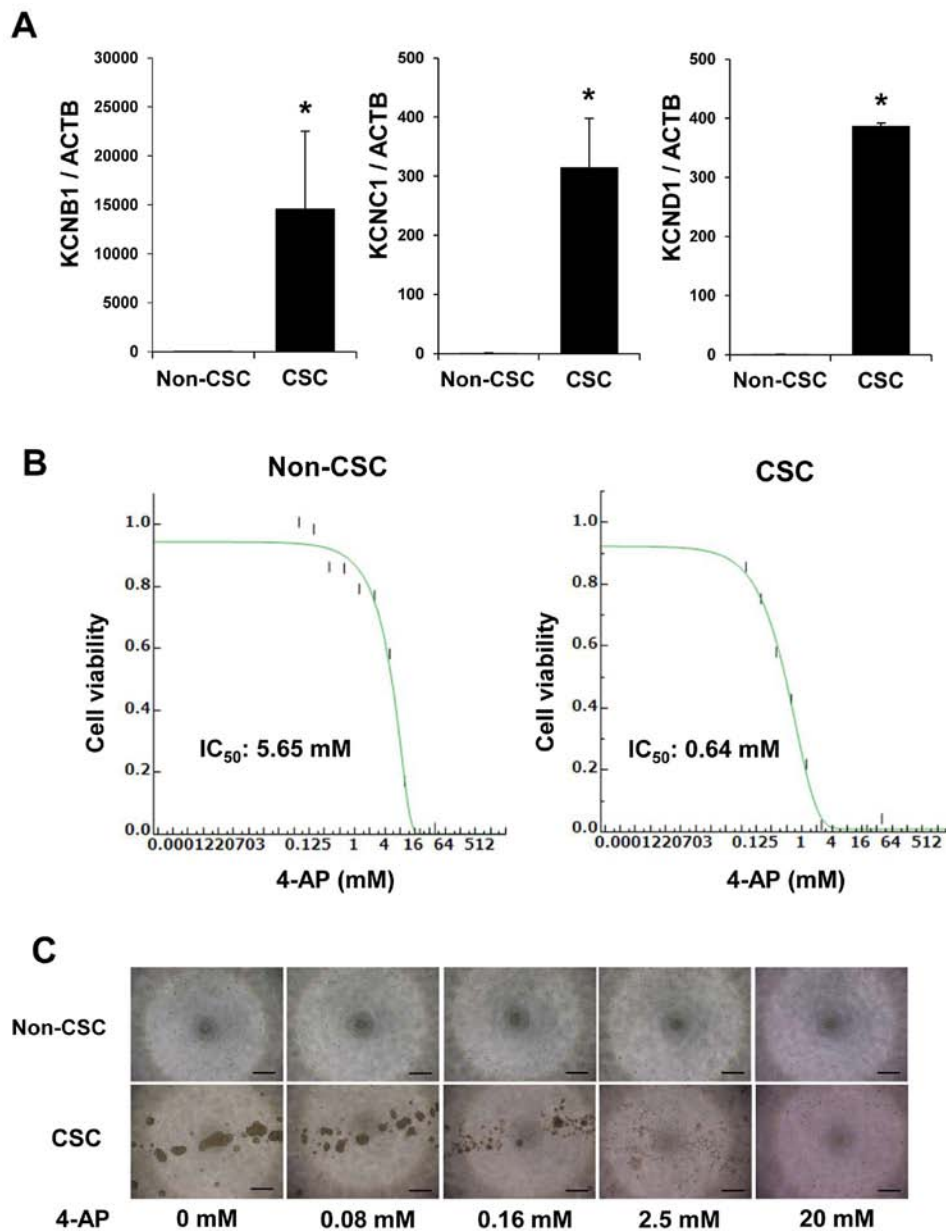 A
KCNB1 / ACTB
30000
25000
20000
15000
10000
5000
0
*
Non-CSC CSC
KCNC1 / ACTB
500
400
300
200
100
0
*
Non-CSC CSC
KCND1 / ACTB
500
400
300
200
100
0
*
Non-CSC CSC
B
Non-CSC
Cell viability
1.0
0.8
0.6
0.4
0.2
0.0
IC50: 5.65 mM
0.0001220703 0.125 1 4 16 64 512
4-AP (mM)
CSC
Cell viability
1.0
0.8
0.6
0.4
0.2
0.0
IC50: 0.64 mM
0.0001220703 0.125 1 4 16 64 512
4-AP (mM)
C
Non-CSC
CSC
4-AP 0 mM 0.08 mM 0.16 mM 2.5 mM 20 mM